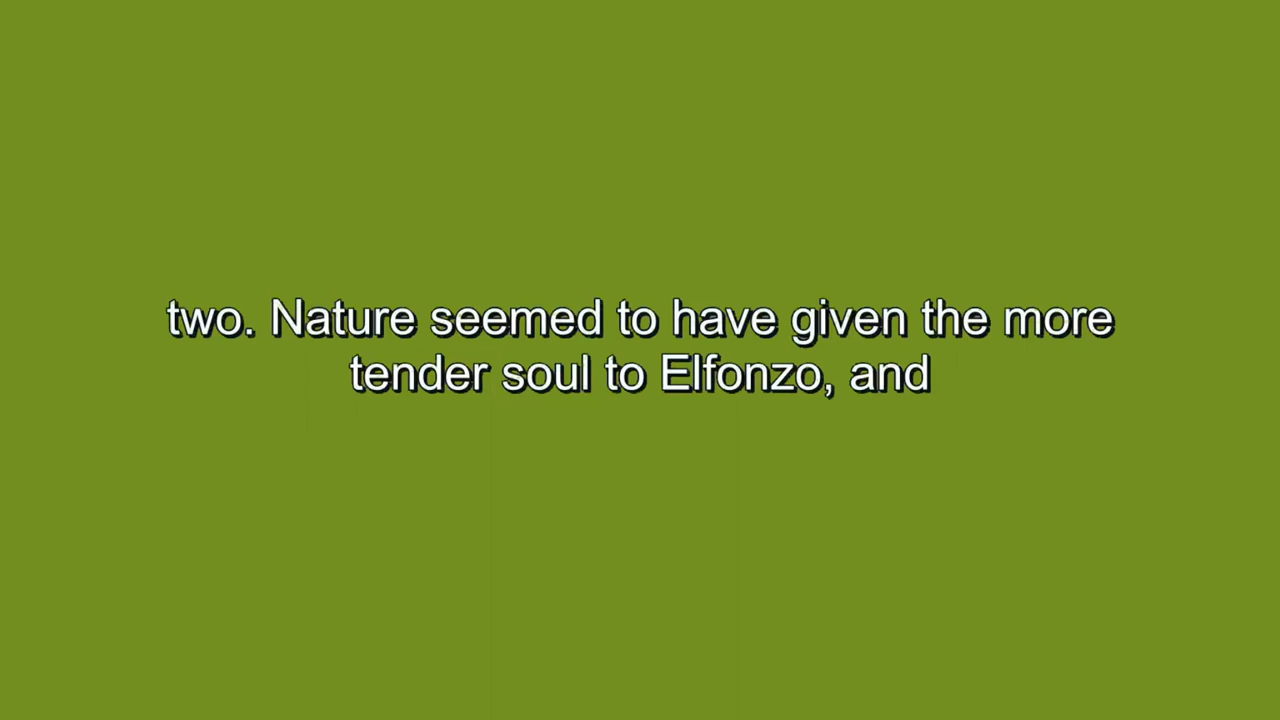 two. Nature seemed to have given the more
tender soul to Elfonzo, and